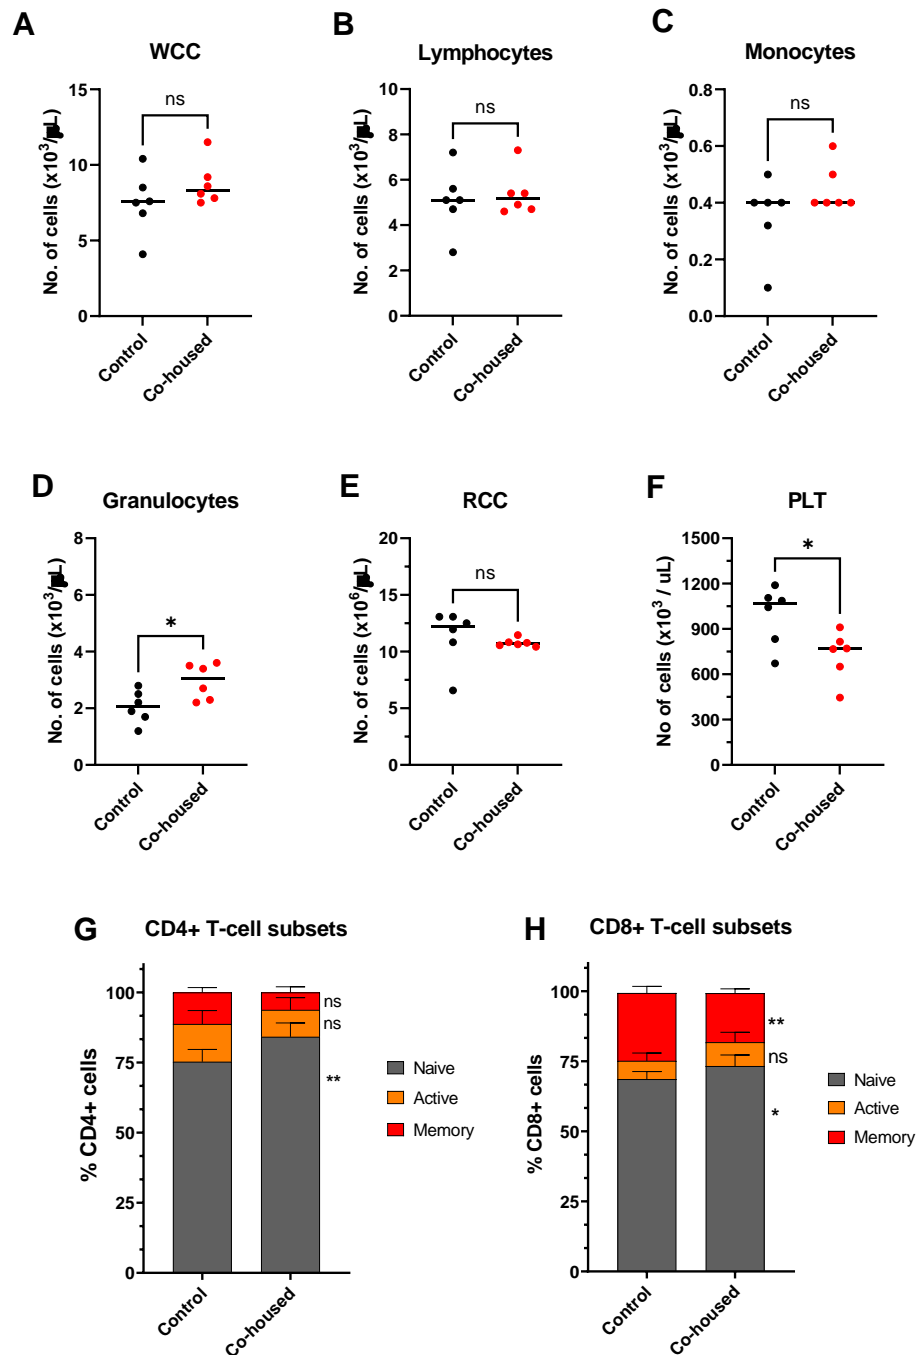 A
WCC
No. of cells (x10³/µL)
15
10
5
0
ns
Control
Co-housed
B
Lymphocytes
No. of cells (x10³/µL)
10
8
6
4
2
0
ns
Control
Co-housed
C
Monocytes
No. of cells (x10³/µL)
0.8
0.6
0.4
0.2
0.0
ns
Control
Co-housed
D
Granulocytes
No. of cells (x10³/µL)
8
6
4
2
0
*
Control
Co-housed
E
RCC
No. of cells (x10⁶/µL)
20
15
10
5
0
ns
Control
Co-housed
F
PLT
No of cells (x10³ / uL)
1500
1200
900
600
300
0
*
Control
Co-housed
G
CD4+ T-cell subsets
% CD4+ cells
100
75
50
25
0
ns
ns
**
Control
Co-housed
Naive
Active
Memory
H
CD8+ T-cell subsets
% CD8+ cells
100
75
50
25
0
**
ns
*
Control
Co-housed
Naive
Active
Memory